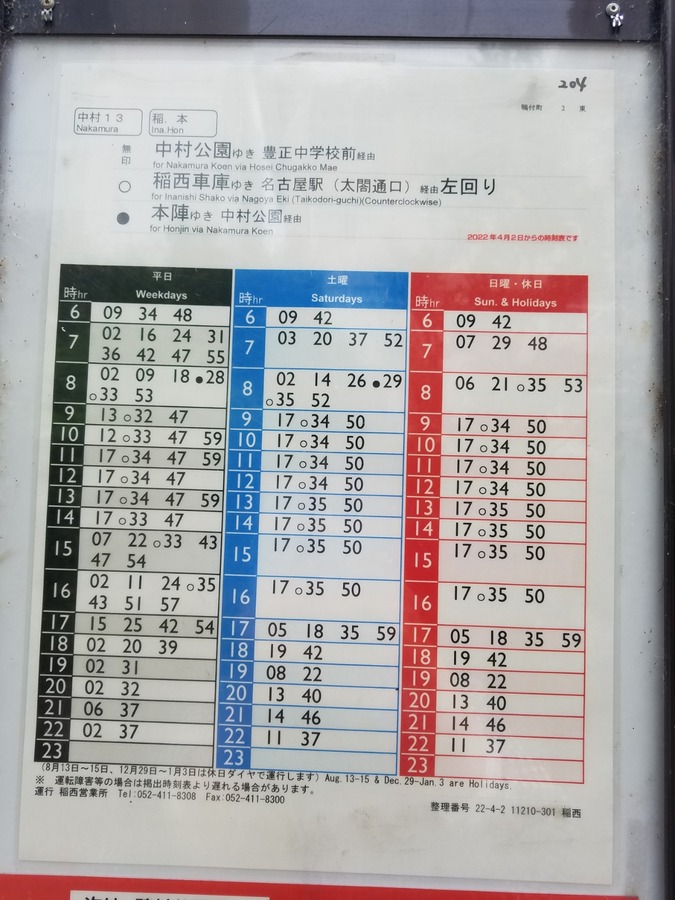 204
鴨付町 1 東
中村13 稲.本
Nakamura Ina.Hon
無印 中村公園ゆき 豊正中学校前経由
for Nakamura Koen via Hosei Chugakko Mae
○ 稲西車庫ゆき 名古屋駅（太閤通口）経由左回り
for Inanishi Shako via Nagoya Eki (Taikodori-guchi)(Counterclockwise)
● 本陣ゆき 中村公園経由
for Honjin via Nakamura Koen
2022年4月2日からの時刻表です
平日 土曜 日曜・休日
時hr Weekdays 時hr Saturdays 時hr Sun. & Holidays
6 09 34 48 6 09 42 6 09 42
7 02 16 24 31 7 03 20 37 52 7 07 29 48
36 42 47 55
8 02 09 18 ●28 8 02 14 26 ●29 8 06 21 ○35 53
○33 53 ○35 52
9 13 ○32 47 9 17 ○34 50 9 17 ○34 50
10 12 ○33 47 59 10 17 ○34 50 10 17 ○34 50
11 17 ○34 47 59 11 17 ○34 50 11 17 ○34 50
12 17 ○34 47 12 17 ○34 50 12 17 ○34 50
13 17 ○34 47 59 13 17 ○35 50 13 17 ○35 50
14 17 ○33 47 14 17 ○35 50 14 17 ○35 50
15 07 22 ○33 43 15 17 ○35 50 15 17 ○35 50
47 54
16 02 11 24 ○35 16 17 ○35 50 16 17 ○35 50
43 51 57
17 15 25 42 54 17 05 18 35 59 17 05 18 35 59
18 02 20 39 18 19 42 18 19 42
19 02 31 19 08 22 19 08 22
20 02 32 20 13 40 20 13 40
21 06 37 21 14 46 21 14 46
22 02 37 22 11 37 22 11 37
23 23 23
(8月13日～15日、12月29日～1月3日は休日ダイヤで運行します) Aug.13-15 & Dec.29-Jan.3 are Holidays.
※ 運転障害等の場合は掲出時刻表より遅れる場合があります。
運行 稲西営業所 Tel:052-411-8308 Fax:052-411-8300
整理番号 22-4-2 11210-301 稲西